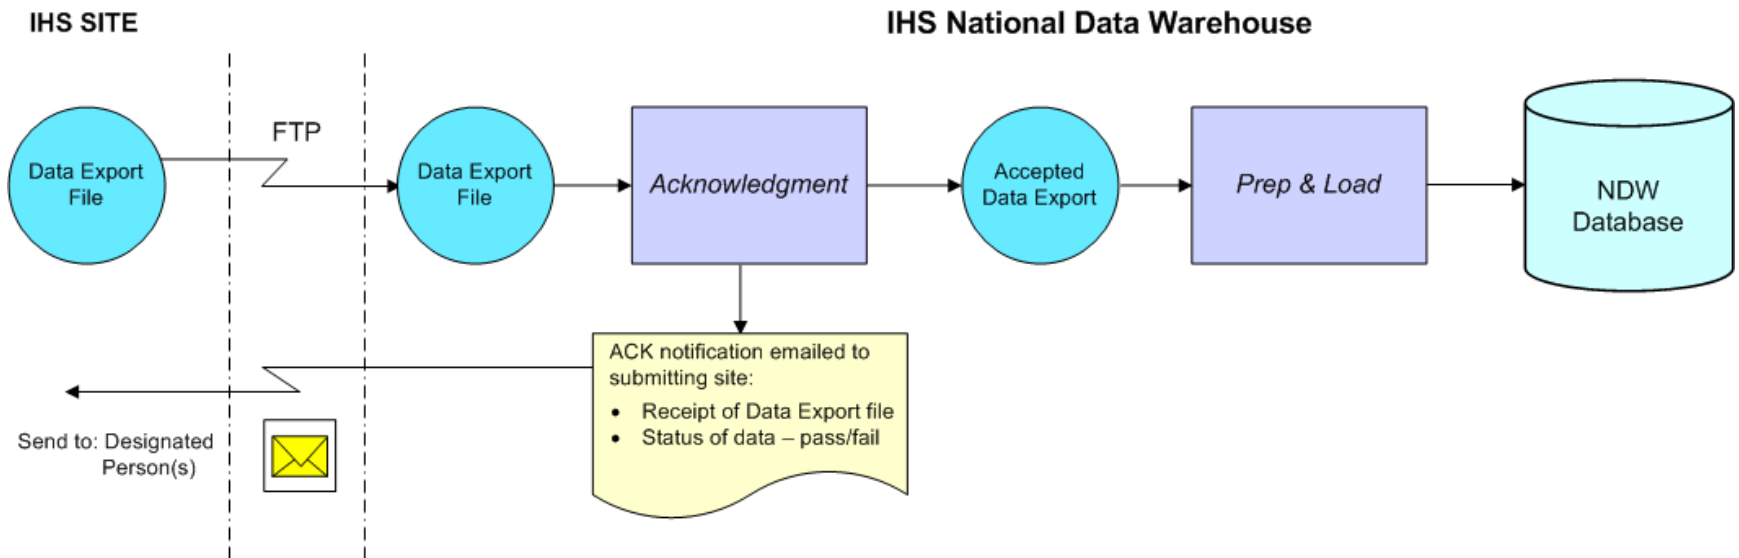 IHS SITE
IHS National Data Warehouse
FTP
Data Export
File
Data Export
File
Acknowledgment
Accepted
Data Export
Prep & Load
NDW
Database
ACK notification emailed to
submitting site:
• Receipt of Data Export file
• Status of data – pass/fail
Send to: Designated
Person(s)